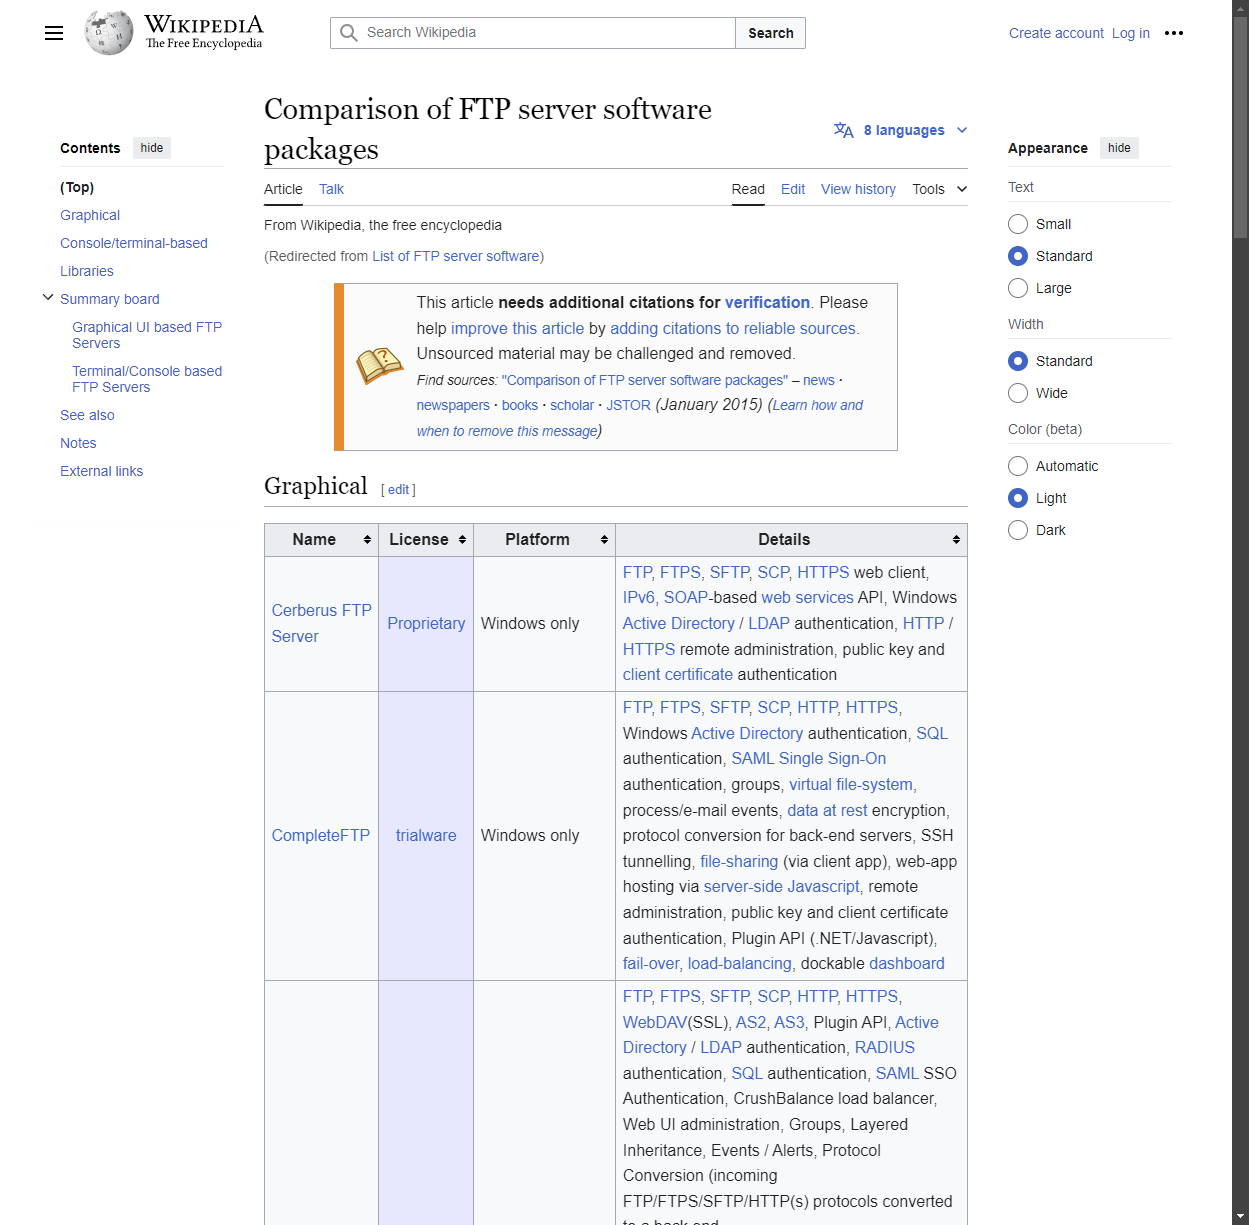 WIKIPEDIA
The Free Encyclopedia
Search Wikipedia
Search
Create account Log in
Contents hide
(Top)
Graphical
Console/terminal-based
Libraries
Summary board
Graphical UI based FTP
Servers
Terminal/Console based
FTP Servers
See also
Notes
External links
Comparison of FTP server software
packages
8 languages
Article Talk
Read Edit View history Tools
From Wikipedia, the free encyclopedia
(Redirected from List of FTP server software)
This article needs additional citations for verification. Please
help improve this article by adding citations to reliable sources.
Unsourced material may be challenged and removed.
Find sources: "Comparison of FTP server software packages" – news ·
newspapers · books · scholar · JSTOR (January 2015) (Learn how and
when to remove this message)
Graphical [ edit ]
Name License Platform Details
Cerberus FTP
Server
Proprietary
Windows only
FTP, FTPS, SFTP, SCP, HTTPS web client,
IPv6, SOAP-based web services API, Windows
Active Directory / LDAP authentication, HTTP /
HTTPS remote administration, public key and
client certificate authentication
CompleteFTP
trialware
Windows only
FTP, FTPS, SFTP, SCP, HTTP, HTTPS,
Windows Active Directory authentication, SQL
authentication, SAML Single Sign-On
authentication, groups, virtual file-system,
process/e-mail events, data at rest encryption,
protocol conversion for back-end servers, SSH
tunnelling, file-sharing (via client app), web-app
hosting via server-side Javascript, remote
administration, public key and client certificate
authentication, Plugin API (.NET/Javascript),
fail-over, load-balancing, dockable dashboard
FTP, FTPS, SFTP, SCP, HTTP, HTTPS,
WebDAV(SSL), AS2, AS3, Plugin API, Active
Directory / LDAP authentication, RADIUS
authentication, SQL authentication, SAML SSO
Authentication, CrushBalance load balancer,
Web UI administration, Groups, Layered
Inheritance, Events / Alerts, Protocol
Conversion (incoming
FTP/FTPS/SFTP/HTTP(s) protocols converted
to a back end
Appearance hide
Text
Small
Standard
Large
Width
Standard
Wide
Color (beta)
Automatic
Light
Dark